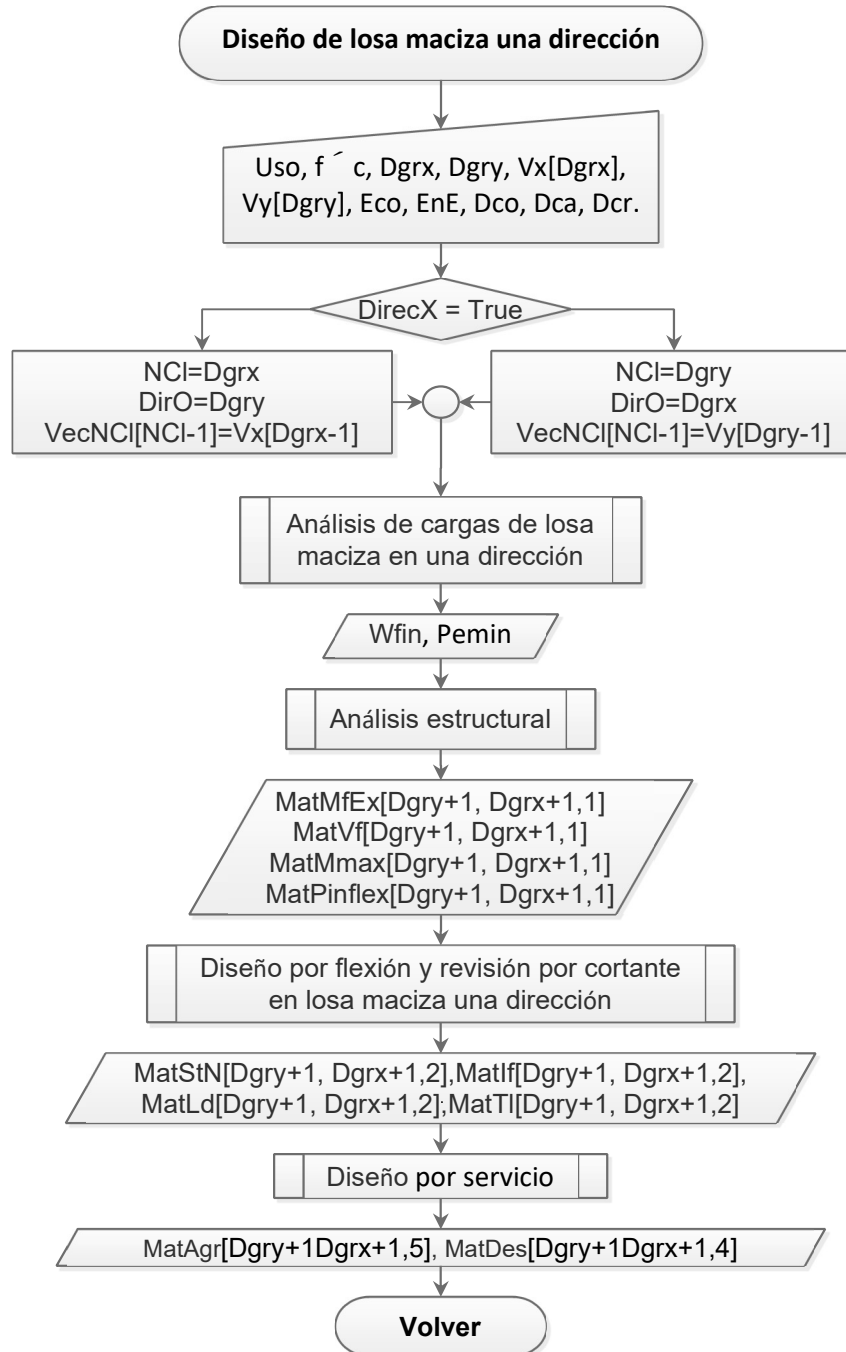 Diseño de losa maciza una dirección
Uso, f´c, Dgrx, Dgry, Vx[Dgrx],
Vy[Dgry], Eco, EnE, Dco, Dca, Dcr.
DirecX = True
NCl=Dgrx
DirO=Dgry
VecNCl[NCl-1]=Vx[Dgrx-1]
NCl=Dgry
DirO=Dgrx
VecNCl[NCl-1]=Vy[Dgry-1]
Análisis de cargas de losa
maciza en una dirección
Wfin, Pemin
Análisis estructural
MatMfEx[Dgry+1, Dgrx+1,1]
MatVf[Dgry+1, Dgrx+1,1]
MatMmax[Dgry+1, Dgrx+1,1]
MatPinflex[Dgry+1, Dgrx+1,1]
Diseño por flexión y revisión por cortante
en losa maciza una dirección
MatStN[Dgry+1, Dgrx+1,2],MatIf[Dgry+1, Dgrx+1,2],
MatLd[Dgry+1, Dgrx+1,2];MatTl[Dgry+1, Dgrx+1,2]
Diseño por servicio
MatAgr[Dgry+1Dgrx+1,5], MatDes[Dgry+1Dgrx+1,4]
Volver